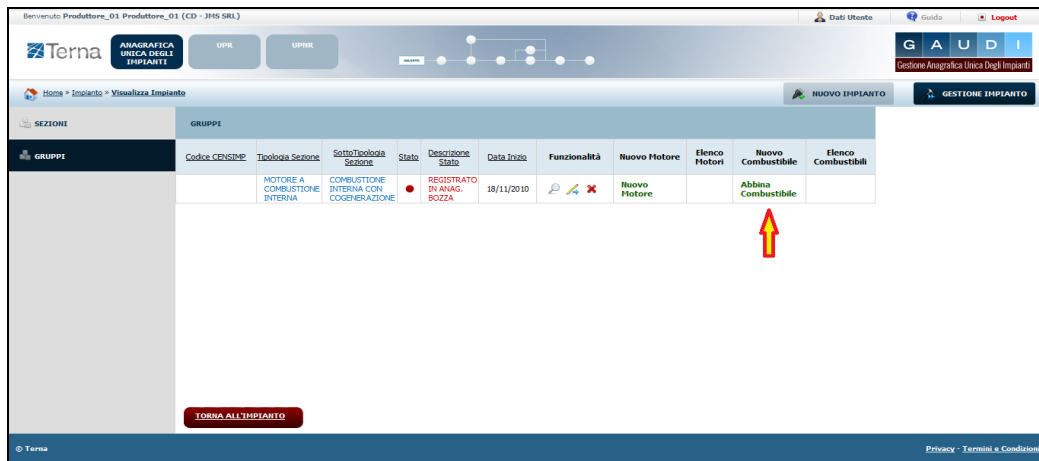 Benvenuto Produttore_01 Produttore_01 (CD - JMS SRL)
Dati Utente
Guida
Logout
Terna
ANAGRAFICA
UNICA DEGLI
IMPIANTI
UPR
UPNR
G A U D I
Gestione Anagrafica Unica Degli Impianti
Home » Impianto » Visualizza Impianto
NUOVO IMPIANTO
GESTIONE IMPIANTO
SEZIONI
GRUPPI
GRUPPI
Codice CENSIMP
Tipologia Sezione
SottoTipologia
Sezione
Stato
Descrizione
Stato
Data Inizio
Funzionalità
Nuovo Motore
Elenco
Motori
Nuovo
Combustibile
Elenco
Combustibili
MOTORE A
COMBUSTIONE
INTERNA
COMBUSTIONE
INTERNA CON
COGENERAZIONE
REGISTRATO
IN ANAG.
BOZZA
18/11/2010
Nuovo
Motore
Abbina
Combustibile
TORNA ALL'IMPIANTO
© Terna
Privacy - Termini e Condizioni